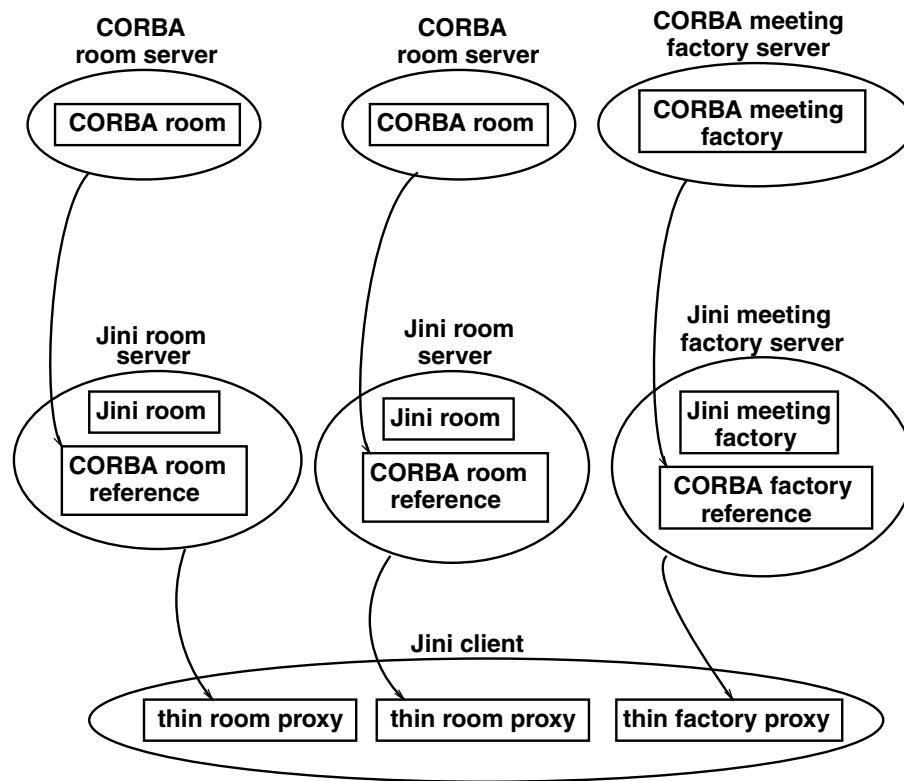 CORBA
room server
CORBA
room server
CORBA meeting
factory server
CORBA room
CORBA room
CORBA meeting
factory
Jini room
server
Jini room
server
Jini meeting
factory server
Jini room
Jini room
Jini meeting
factory
CORBA room
reference
CORBA room
reference
CORBA factory
reference
Jini client
thin room proxy
thin room proxy
thin factory proxy